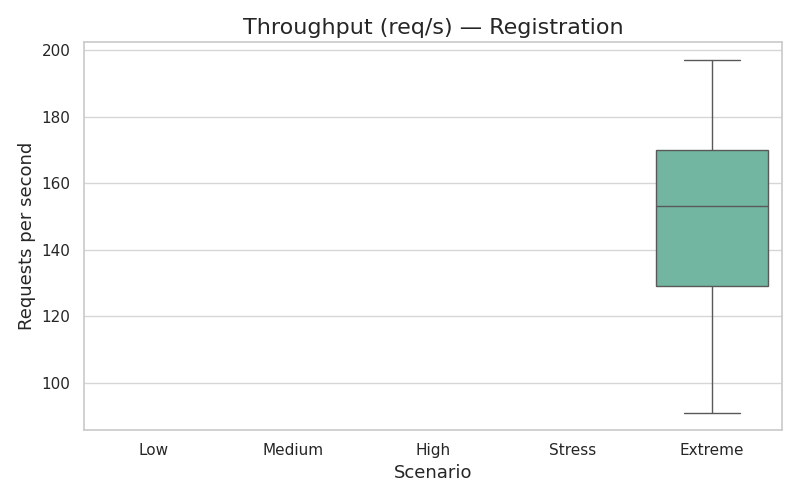 Throughput (req/s) — Registration
Requests per second
200
180
160
140
120
100
Low Medium High Stress Extreme
Scenario